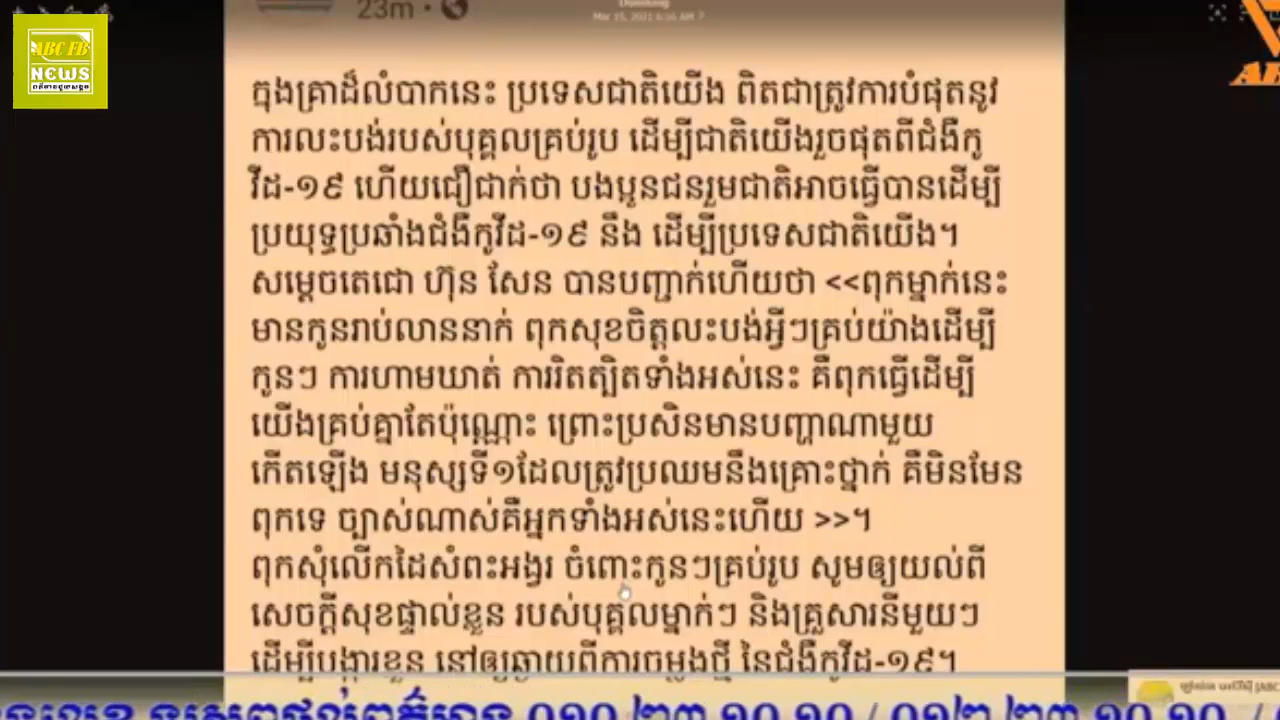 23m ·
Mar 15, 2021 6:16 AM
ABC FB
NEWS
ក្នុងគ្រាដ៏លំបាកនេះ ប្រទេសជាតិយើង ពិតជាត្រូវការបំផុតនូវ
ការលះបង់របស់បុគ្គលគ្រប់រូប ដើម្បីជាតិយើងរួចផុតពីជំងឺកូ
វីដ-១៩ ហើយជឿជាក់ថា បងប្អូនជនរួមជាតិអាចធ្វើបានដើម្បី
ប្រយុទ្ធប្រឆាំងជំងឺកូវីដ-១៩ នឹង ដើម្បីប្រទេសជាតិយើង។
សម្ដេចតេជោ ហ៊ុន សែន បានបញ្ជាក់ហើយថា <<ពុកម្នាក់នេះ
មានកូនរាប់លាននាក់ ពុកសុខចិត្តលះបង់អ្វីៗគ្រប់យ៉ាងដើម្បី
កូនៗ ការហាមឃាត់ ការរិតត្បិតទាំងអស់នេះ គឺពុកធ្វើដើម្បី
យើងគ្រប់គ្នាតែប៉ុណ្ណោះ ព្រោះប្រសិនមានបញ្ហាណាមួយ
កើតឡើង មនុស្សទី១ដែលត្រូវប្រឈមនឹងគ្រោះថ្នាក់ គឺមិនមែន
ពុកទេ ច្បាស់ណាស់គឺអ្នកទាំងអស់នេះហើយ >>។
ពុកសុំលើកដៃសំពះអង្វរ ចំពោះកូនៗគ្រប់រូប សូមឲ្យយល់ពី
សេចក្ដីសុខផ្ទាល់ខ្លួន របស់បុគ្គលម្នាក់ៗ និងគ្រួសារនីមួយៗ
ដើម្បីបង្ការខ្លួន នៅឲ្យឆ្ងាយពីការចម្លងថ្មី នៃជំងឺកូវីដ-១៩។